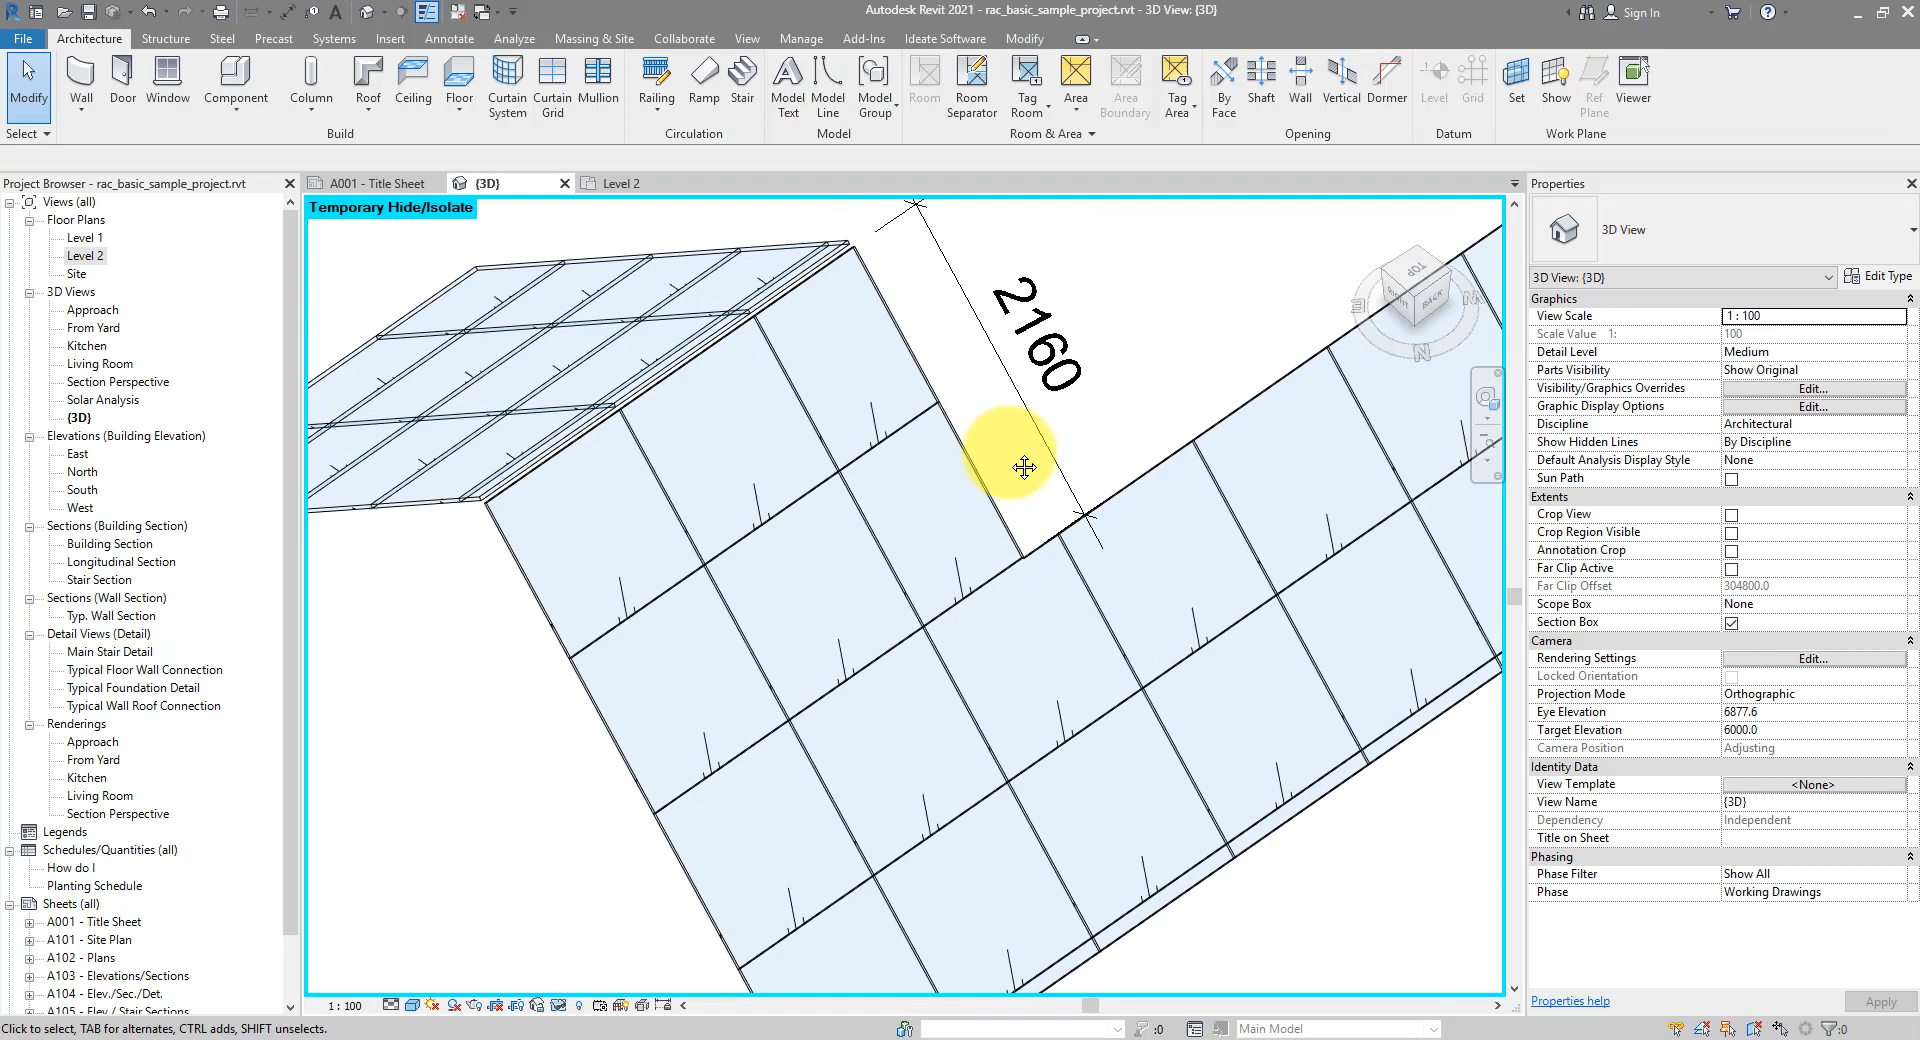 Autodesk Revit 2021 - rac_basic_sample_project.rvt - 3D View: {3D}
Sign In
File
Architecture
Structure
Steel
Precast
Systems
Insert
Annotate
Analyze
Massing & Site
Collaborate
View
Manage
Add-Ins
Ideate Software
Modify
Modify
Wall
Door
Window
Component
Column
Roof
Ceiling
Floor
Curtain System
Curtain Grid
Mullion
Railing
Ramp
Stair
Model Text
Model Line
Model Group
Room
Room Separator
Tag Room
Area
Area Boundary
Tag Area
By Face
Shaft
Wall
Vertical
Dormer
Level
Grid
Set
Show
Ref Plane
Viewer
Select
Build
Circulation
Model
Room & Area
Opening
Datum
Work Plane
Project Browser - rac_basic_sample_project.rvt
Views (all)
Floor Plans
Level 1
Level 2
Site
3D Views
Approach
From Yard
Kitchen
Living Room
Section Perspective
Solar Analysis
{3D}
Elevations (Building Elevation)
East
North
South
West
Sections (Building Section)
Building Section
Longitudinal Section
Stair Section
Sections (Wall Section)
Typ. Wall Section
Detail Views (Detail)
Main Stair Detail
Typical Floor Wall Connection
Typical Foundation Detail
Typical Wall Roof Connection
Renderings
Approach
From Yard
Kitchen
Living Room
Section Perspective
Legends
Schedules/Quantities (all)
How do I
Planting Schedule
Sheets (all)
A001 - Title Sheet
A101 - Site Plan
A102 - Plans
A103 - Elevations/Sections
A104 - Elev./Sec./Det.
A105 - Elev./ Stair Sections
A001 - Title Sheet
{3D}
Level 2
Temporary Hide/Isolate
2160
TOP
RIGHT
BACK
E
N
1 : 100
Properties
3D View
3D View: {3D}
Edit Type
Graphics
View Scale 1 : 100
Scale Value 1: 100
Detail Level Medium
Parts Visibility Show Original
Visibility/Graphics Overrides Edit...
Graphic Display Options Edit...
Discipline Architectural
Show Hidden Lines By Discipline
Default Analysis Display Style None
Sun Path
Extents
Crop View
Crop Region Visible
Annotation Crop
Far Clip Active
Far Clip Offset 304800.0
Scope Box None
Section Box
Camera
Rendering Settings Edit...
Locked Orientation
Projection Mode Orthographic
Eye Elevation 6877.6
Target Elevation 6000.0
Camera Position Adjusting
Identity Data
View Template <None>
View Name {3D}
Dependency Independent
Title on Sheet
Phasing
Phase Filter Show All
Phase Working Drawings
Properties help
Apply
Click to select, TAB for alternates, CTRL adds, SHIFT unselects.
:0
Main Model
:0